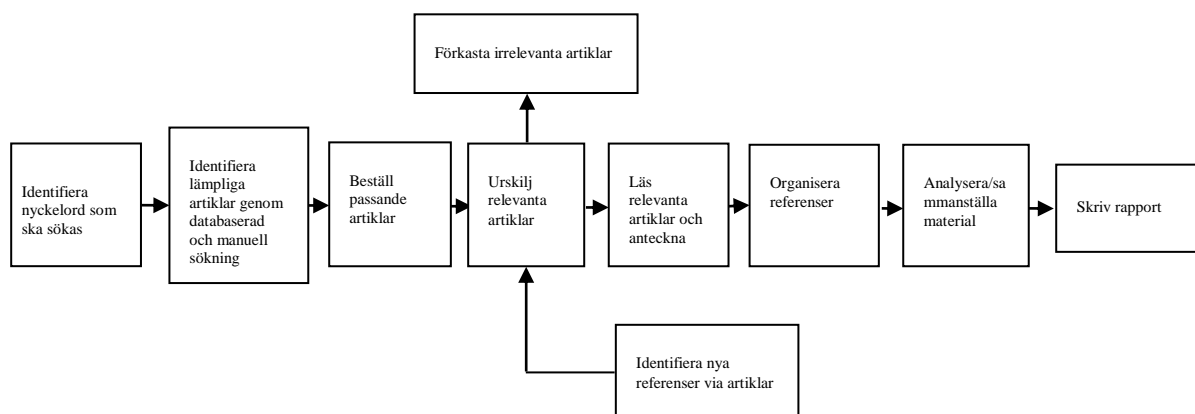 Förkasta irrelevanta artiklar
Identifiera
nyckelord som
ska sökas
Identifiera
lämpliga
artiklar genom
databaserad
och manuell
sökning
Beställ
passande
artiklar
Urskilj
relevanta
artiklar
Läs
relevanta
artiklar och
anteckna
Organisera
referenser
Analysera/sa
mmanställa
material
Skriv rapport
Identifiera nya
referenser via artiklar